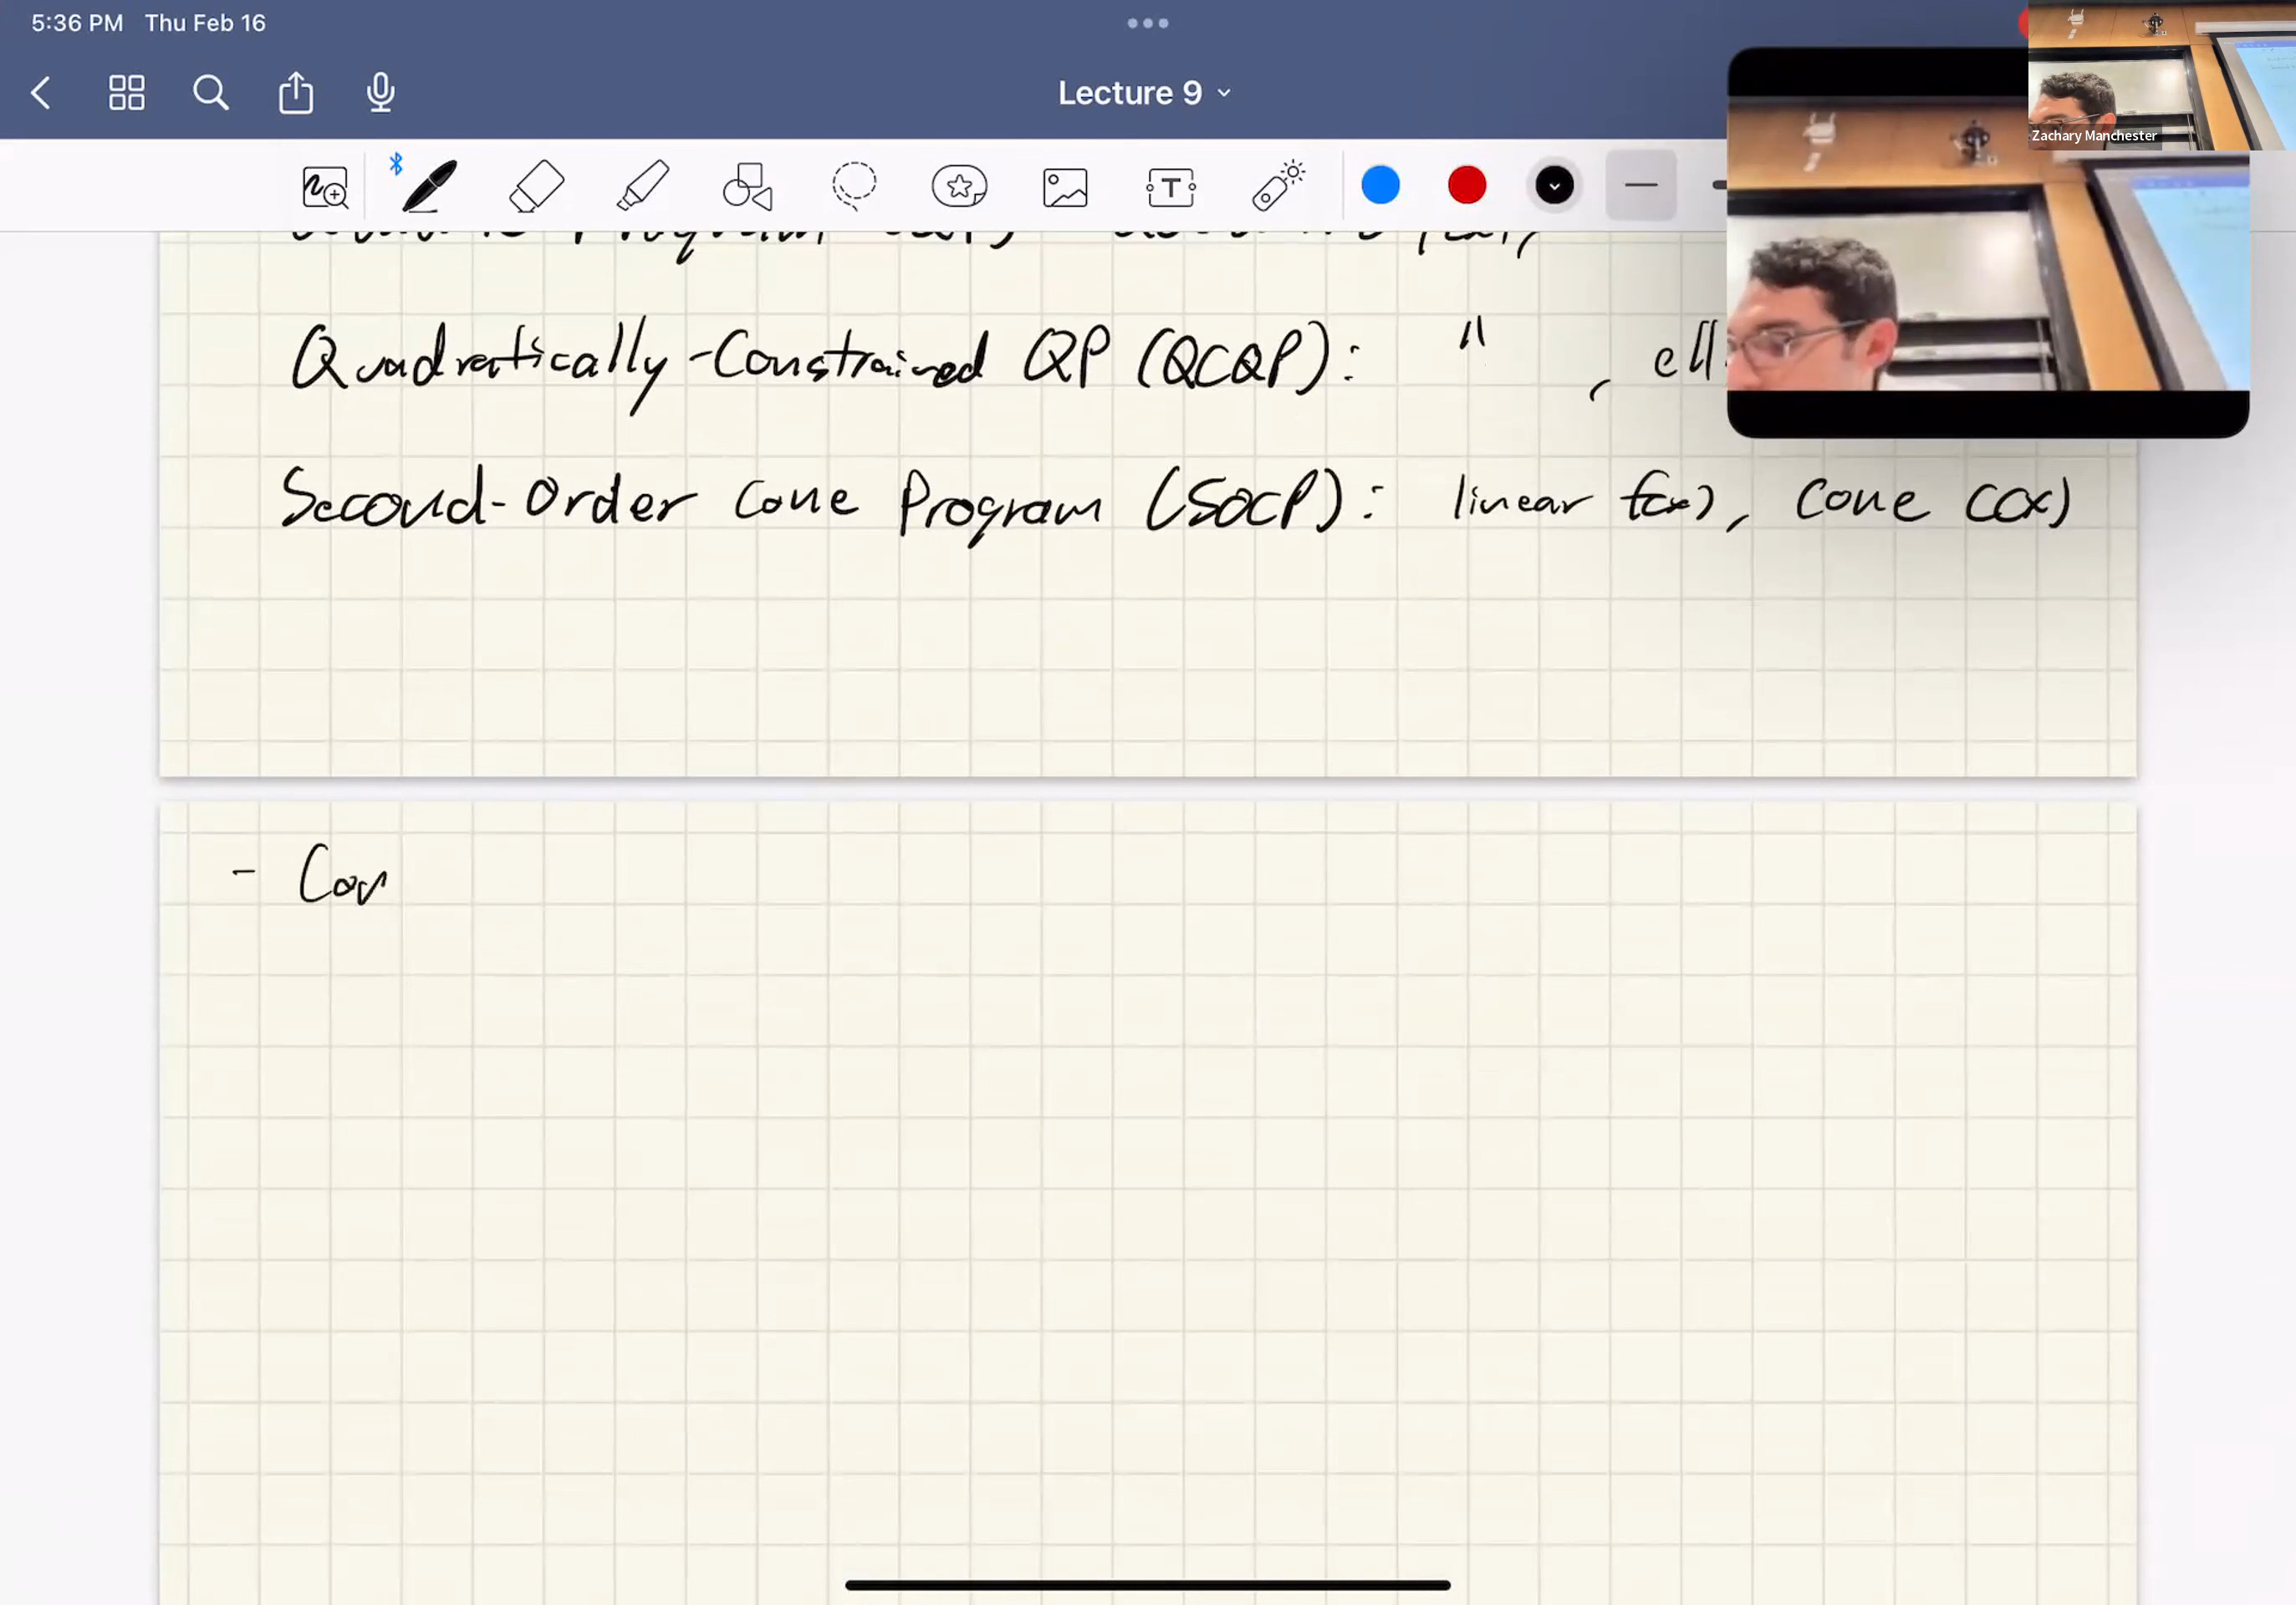 5:36 PM Thu Feb 16
Lecture 9
Zachary Manchester
T
Quadratically-Constrained QP (QCQP): " , ell
Second-Order Cone Program (SOCP): linear f(x), cone c(x)
- Con